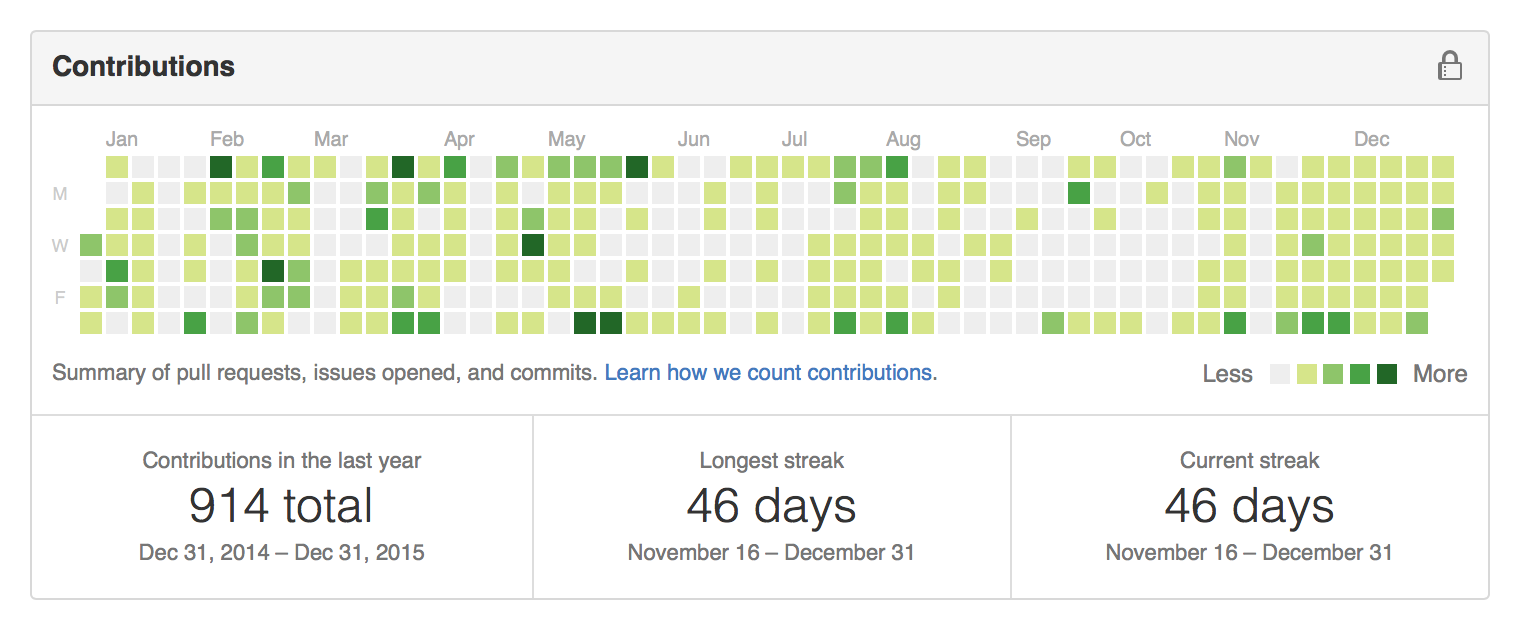 Contributions
Jan Feb Mar Apr May Jun Jul Aug Sep Oct Nov Dec
M
W
F
Summary of pull requests, issues opened, and commits. Learn how we count contributions. Less More
Contributions in the last year Longest streak Current streak
914 total 46 days 46 days
Dec 31, 2014 – Dec 31, 2015 November 16 – December 31 November 16 – December 31